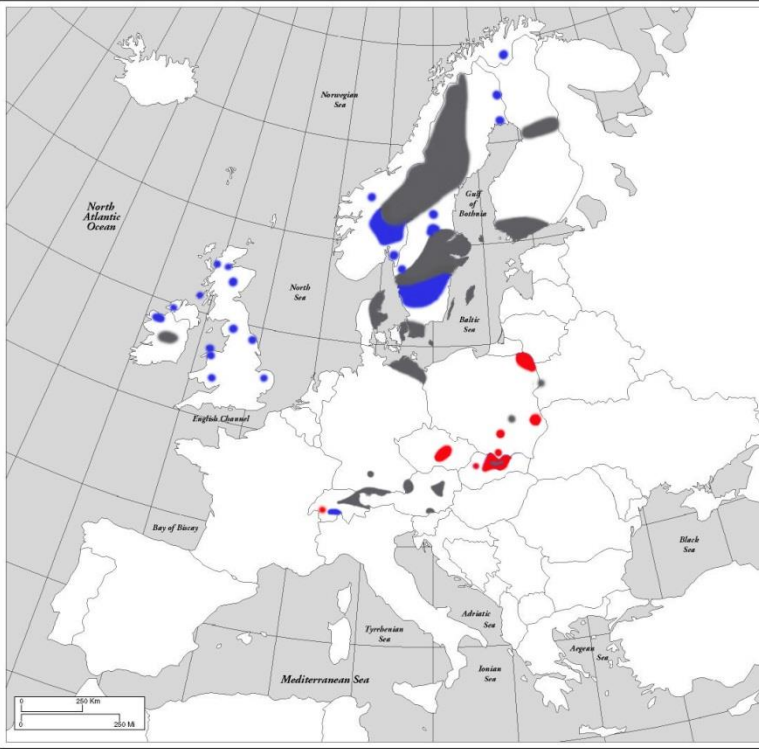 Norwegian
Sea
North
Atlantic
Ocean
Gulf
of
Bothnia
North
Sea
Baltic
Sea
English Channel
Bay of Biscay
Black
Sea
Adriatic
Sea
Tyrrhenian
Sea
Aegean
Sea
Ionian
Sea
Mediterranean Sea
0 250 Km
0 250 Mi